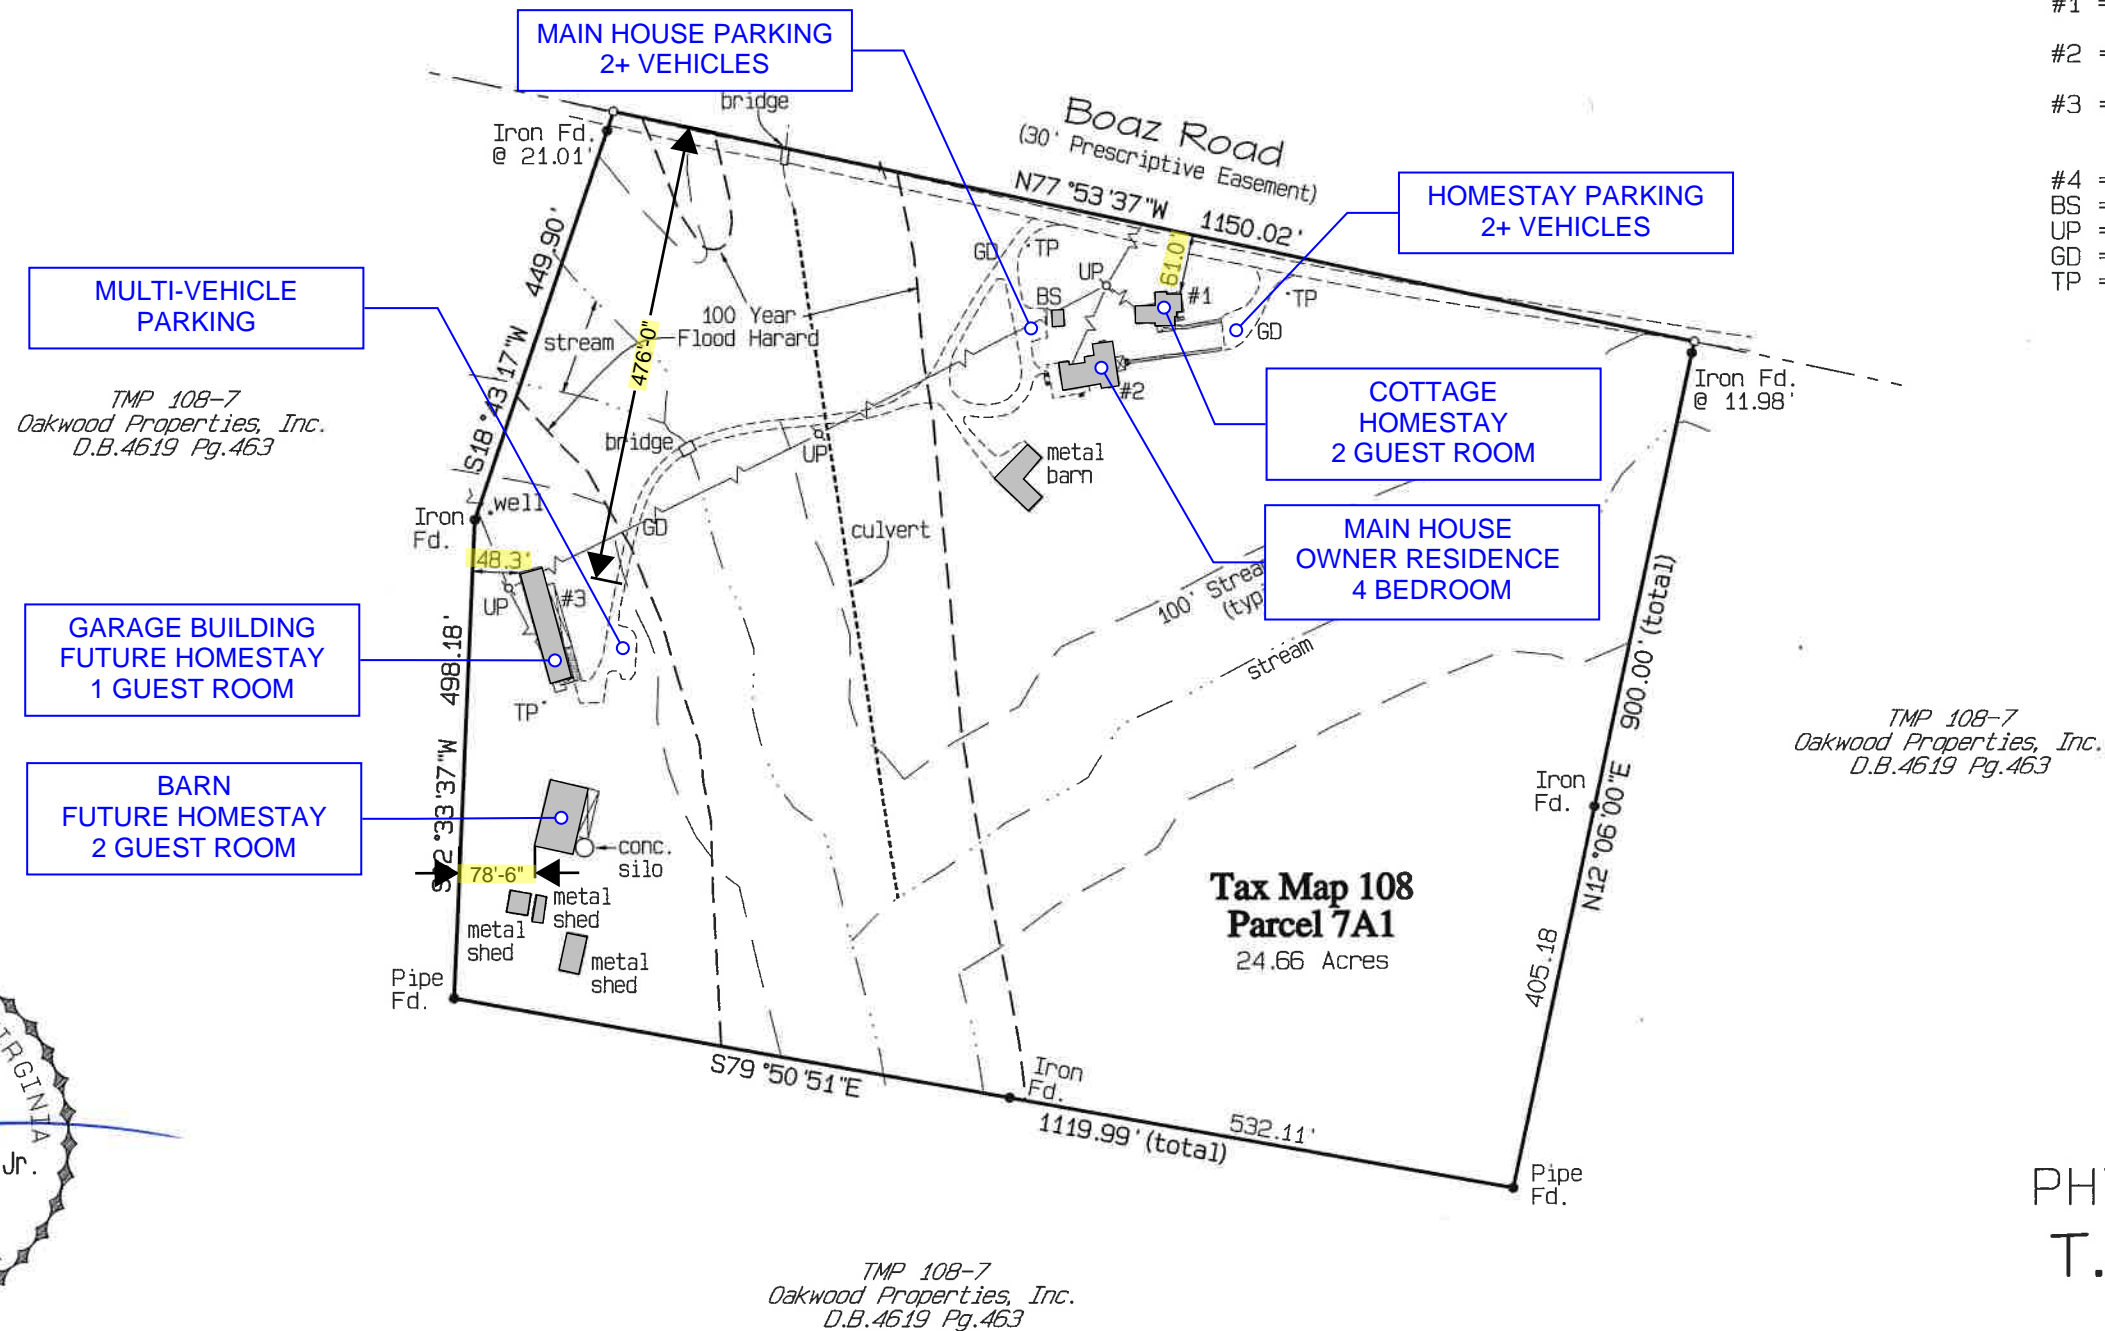 MAIN HOUSE PARKING
2+ VEHICLES
bridge
Iron Fd.
@ 21.01'
Boaz Road
(30' Prescriptive Easement)
N77°53'37"W 1150.02'
#1 =
#2 =
#3 =
#4 =
BS =
UP =
GD =
TP =
HOMESTAY PARKING
2+ VEHICLES
MULTI-VEHICLE
PARKING
449.90'
S18°43'17"W
476'-0"
100 Year
Flood Harard
stream
GD
TP
UP
BS
61.0'
#1
TP
GD
#2
TMP 108-7
Oakwood Properties, Inc.
D.B.4619 Pg.463
Iron Fd.
@ 11.98'
COTTAGE
HOMESTAY
2 GUEST ROOM
bridge
UP
metal
barn
well
Iron
Fd.
GD
culvert
48.3'
UP
#3
MAIN HOUSE
OWNER RESIDENCE
4 BEDROOM
100' Strea
(typ
stream
900.00' (total)
GARAGE BUILDING
FUTURE HOMESTAY
1 GUEST ROOM
498.18'
TP
TMP 108-7
Oakwood Properties, Inc.
D.B.4619 Pg.463
BARN
FUTURE HOMESTAY
2 GUEST ROOM
S2°33'37"W
conc.
silo
78'-6"
metal
shed
metal
shed
metal
shed
Iron
Fd.
N12°06'00"E
405.18
Tax Map 108
Parcel 7A1
24.66 Acres
Pipe
Fd.
S79°50'51"E
Iron
Fd.
1119.99' (total)
532.11'
Pipe
Fd.
IRGINIA
Jr.
PH
T.
TMP 108-7
Oakwood Properties, Inc.
D.B.4619 Pg.463